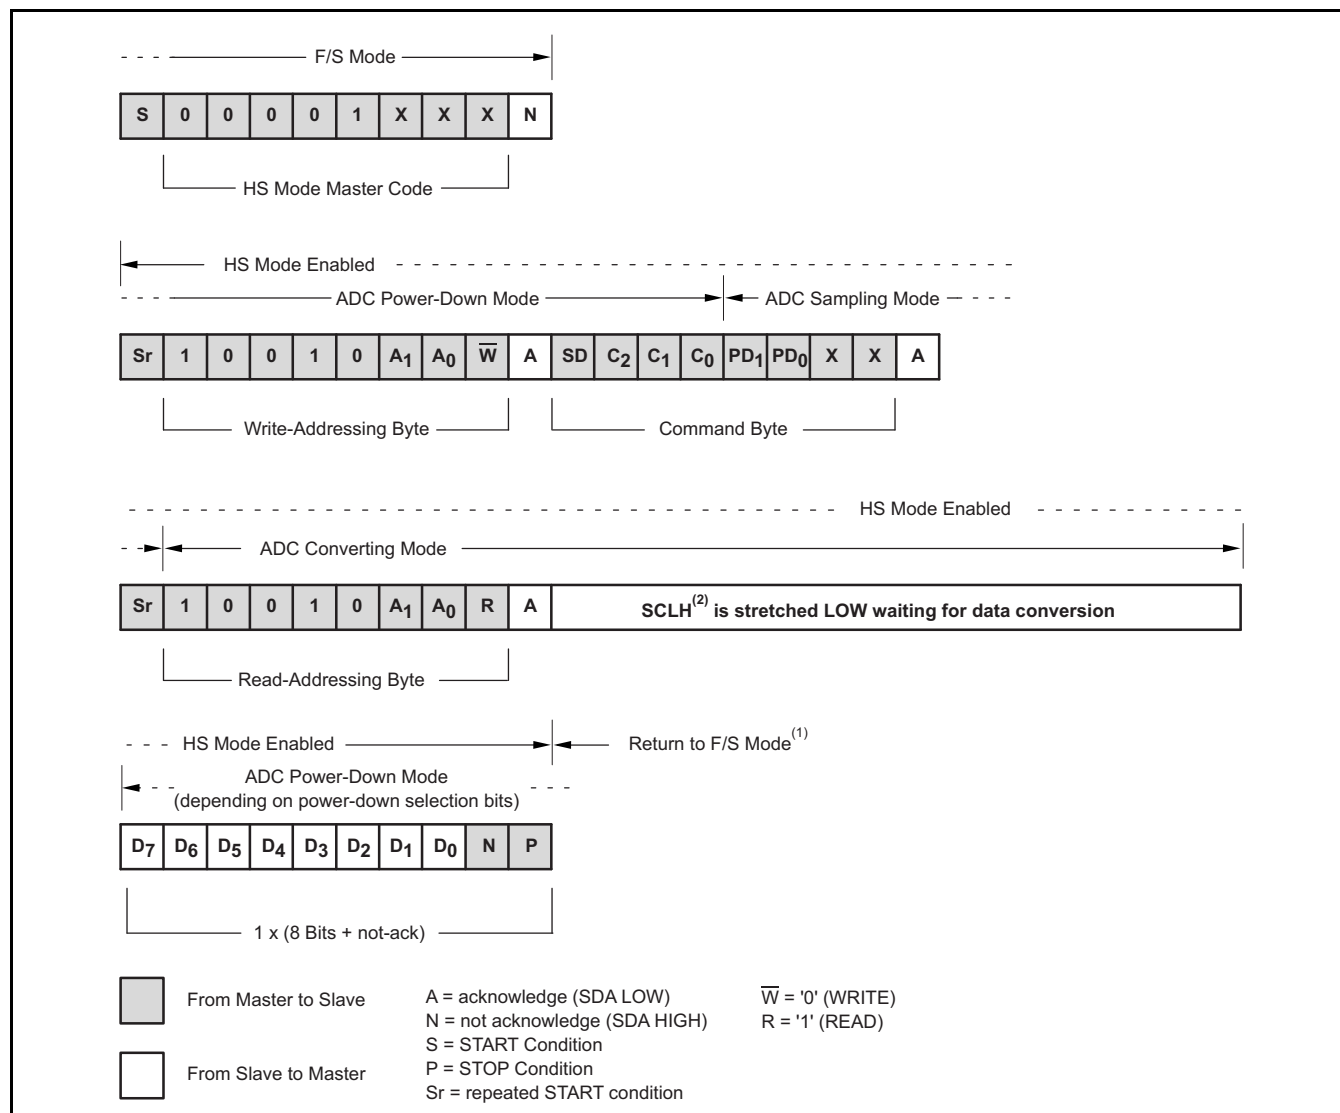 F/S Mode
S 0 0 0 0 1 X X X N
HS Mode Master Code
HS Mode Enabled
ADC Power-Down Mode ADC Sampling Mode
Sr 1 0 0 1 0 A1 A0 W̅ A SD C2 C1 C0 PD1 PD0 X X A
Write-Addressing Byte Command Byte
HS Mode Enabled
ADC Converting Mode
Sr 1 0 0 1 0 A1 A0 R A SCLH(2) is stretched LOW waiting for data conversion
Read-Addressing Byte
HS Mode Enabled Return to F/S Mode(1)
ADC Power-Down Mode
(depending on power-down selection bits)
D7 D6 D5 D4 D3 D2 D1 D0 N P
1 x (8 Bits + not-ack)
From Master to Slave
From Slave to Master
A = acknowledge (SDA LOW)
N = not acknowledge (SDA HIGH)
S = START Condition
P = STOP Condition
Sr = repeated START condition
W̅ = '0' (WRITE)
R = '1' (READ)